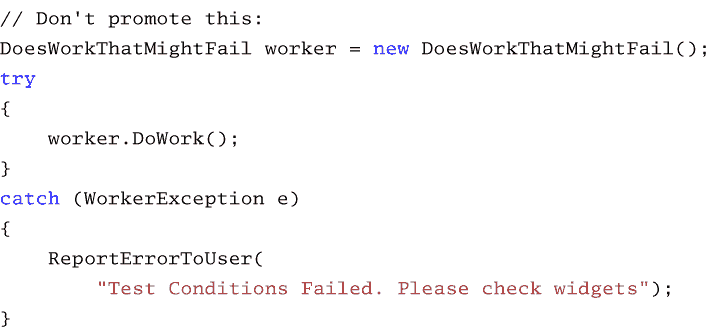 // Don't promote this:
DoesWorkThatMightFail worker = new DoesWorkThatMightFail();
try
{
    worker.DoWork();
}
catch (WorkerException e)
{
    ReportErrorToUser(
        "Test Conditions Failed. Please check widgets");
}